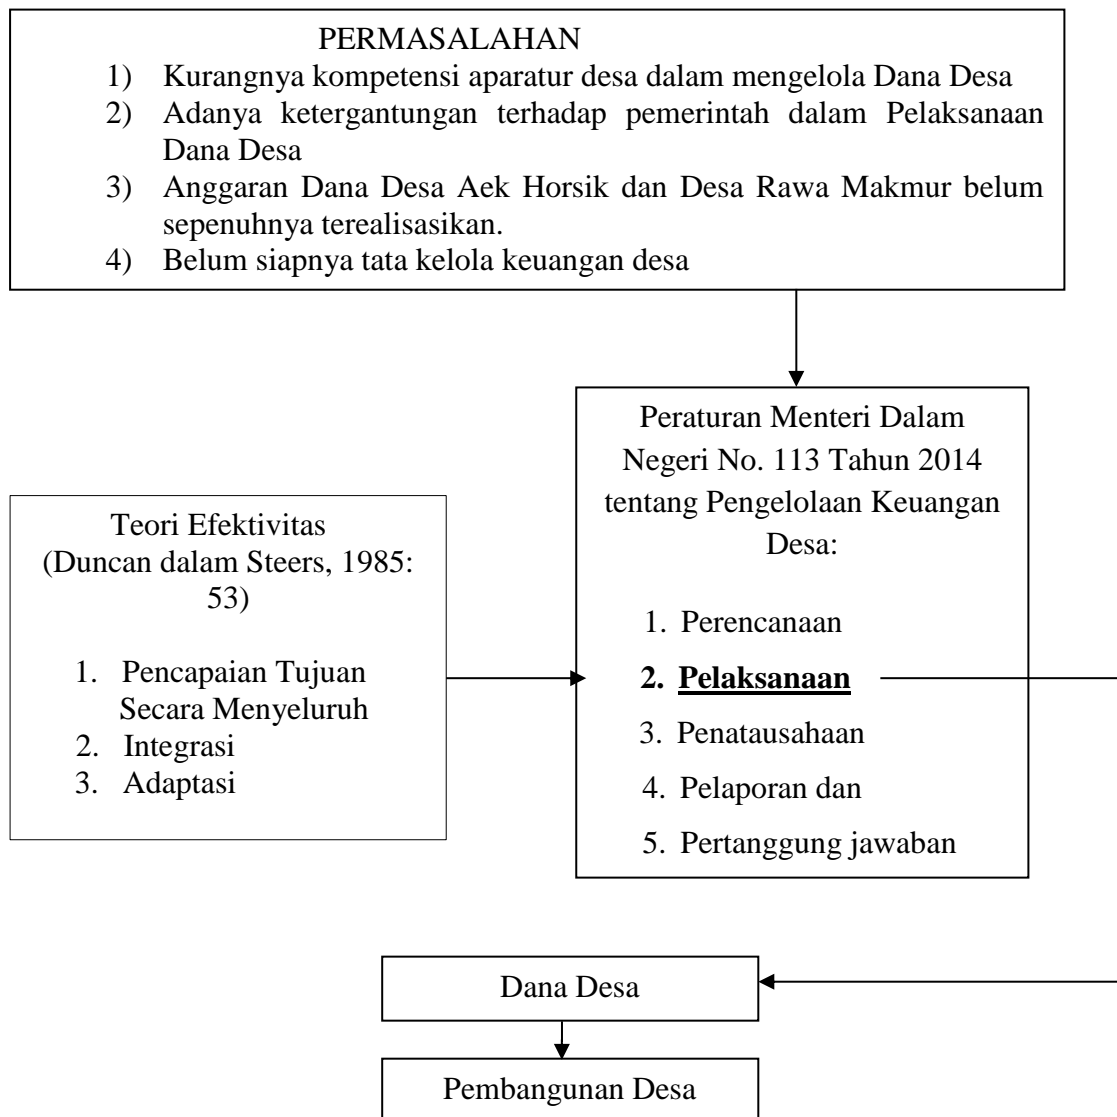 PERMASALAHAN
1) Kurangnya kompetensi aparatur desa dalam mengelola Dana Desa
2) Adanya ketergantungan terhadap pemerintah dalam Pelaksanaan
Dana Desa
3) Anggaran Dana Desa Aek Horsik dan Desa Rawa Makmur belum
sepenuhnya terealisasikan.
4) Belum siapnya tata kelola keuangan desa
Peraturan Menteri Dalam
Negeri No. 113 Tahun 2014
tentang Pengelolaan Keuangan
Desa:
1. Perencanaan
2. Pelaksanaan
3. Penatausahaan
4. Pelaporan dan
5. Pertanggung jawaban
Teori Efektivitas
(Duncan dalam Steers, 1985:
53)
1. Pencapaian Tujuan
Secara Menyeluruh
2. Integrasi
3. Adaptasi
Dana Desa
Pembangunan Desa